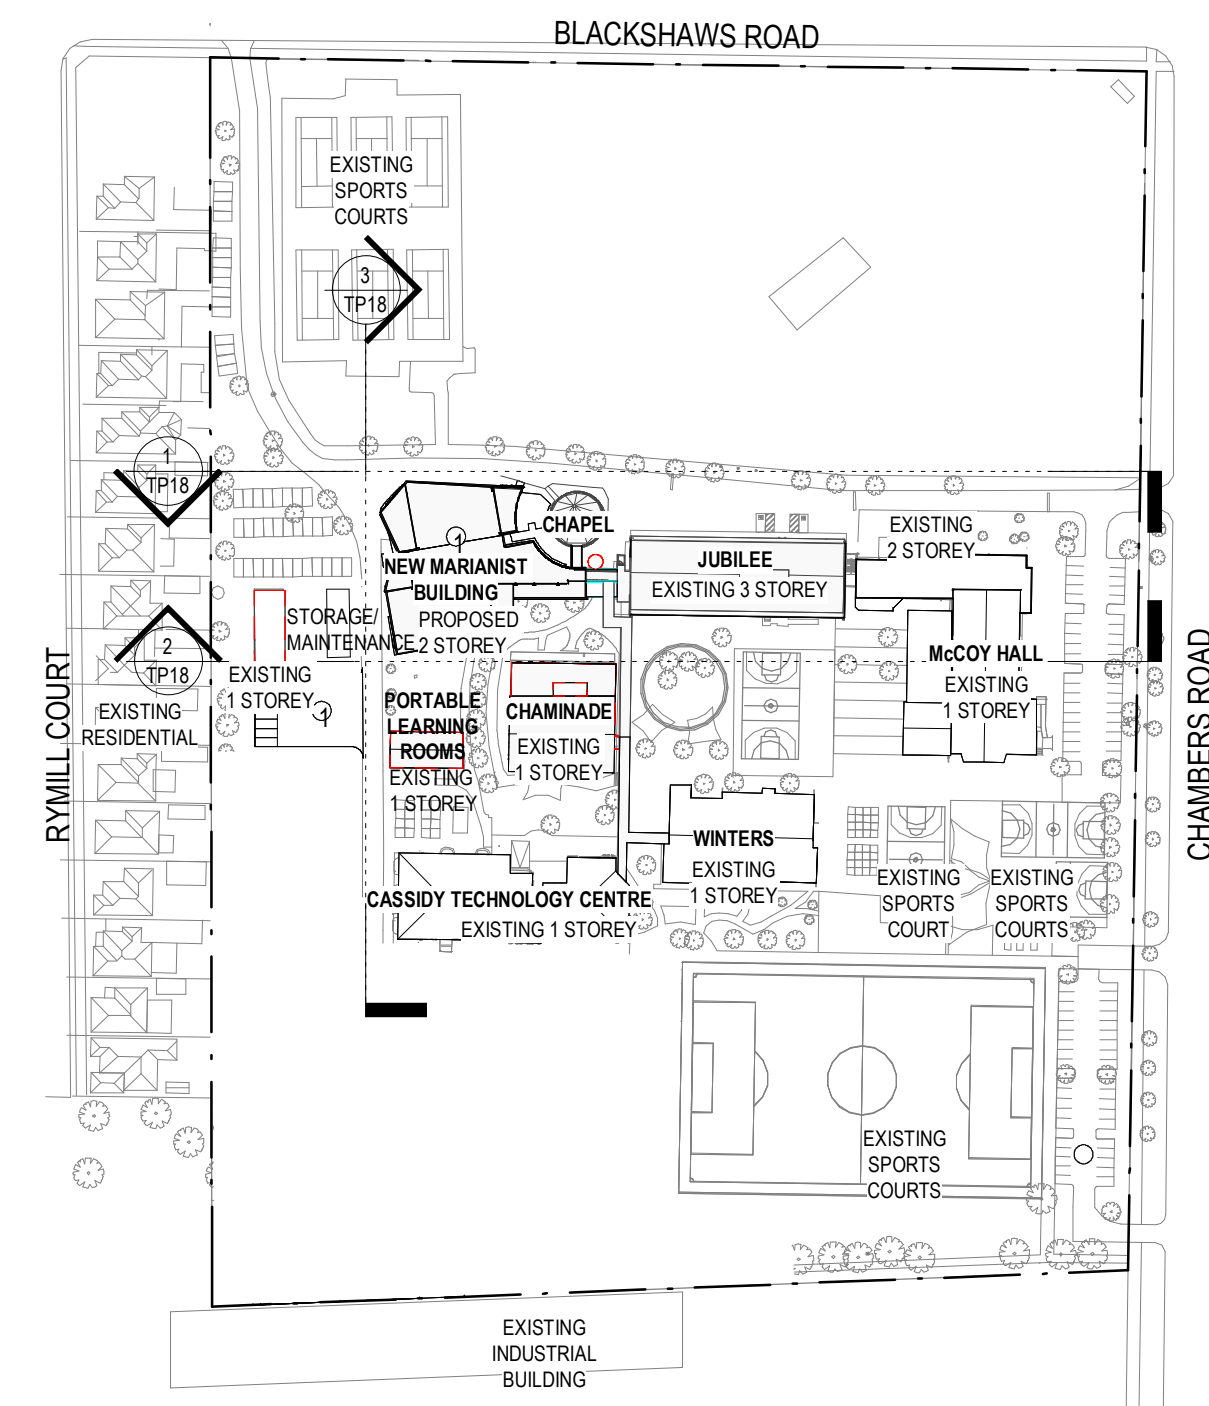 BLACKSHAWS ROAD
EXISTING
SPORTS
COURTS
3
TP18
1
TP18
CHAPEL
EXISTING
2 STOREY
1
NEW MARIANIST
BUILDING
PROPOSED
2 STOREY
JUBILEE
EXISTING 3 STOREY
STORAGE/
MAINTENANCE
2
TP18
EXISTING
1 STOREY
1
McCOY HALL
EXISTING
1 STOREY
RYMILL COURT
CHAMBERS ROAD
EXISTING
RESIDENTIAL
PORTABLE
LEARNING
ROOMS
EXISTING
1 STOREY
CHAMINADE
EXISTING
1 STOREY
WINTERS
EXISTING
1 STOREY
CASSIDY TECHNOLOGY CENTRE
EXISTING 1 STOREY
EXISTING
SPORTS
COURT
EXISTING
SPORTS
COURTS
EXISTING
SPORTS
COURTS
EXISTING
INDUSTRIAL
BUILDING